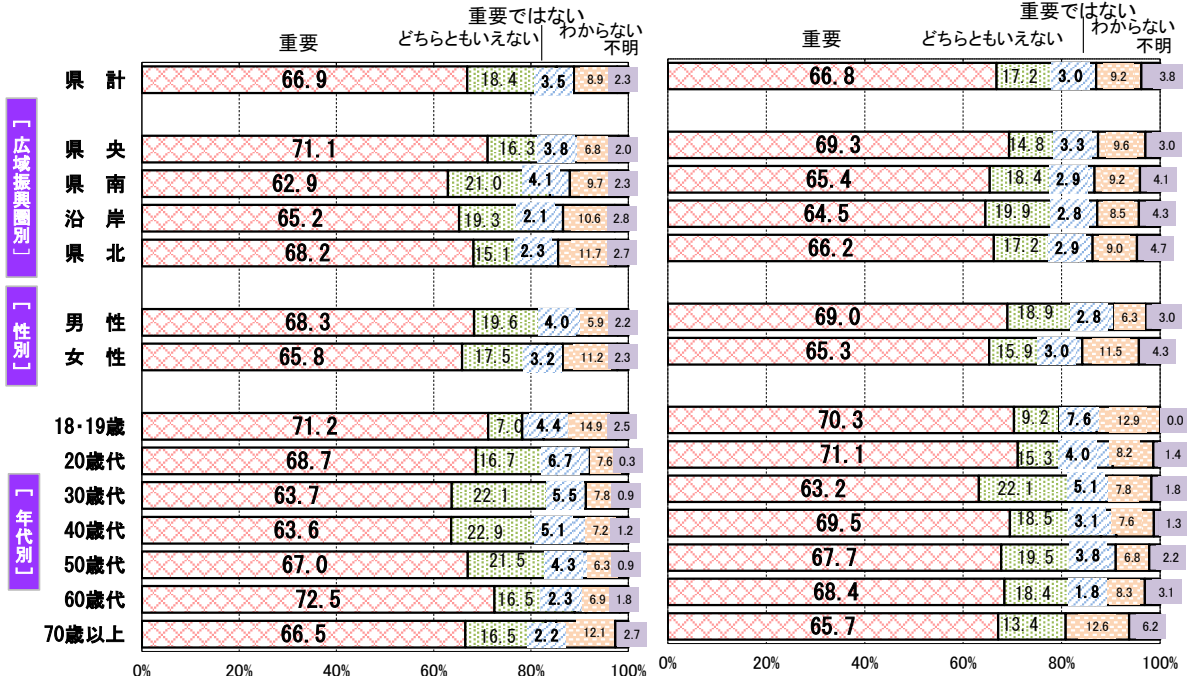 重要ではない
重要 どちらともいえない わからない
不明
県 計 66.9 18.4 3.5 8.9 2.3
[広域振興圏別]
県 央 71.1 16.3 3.8 6.8 2.0
県 南 62.9 21.0 4.1 9.7 2.3
沿 岸 65.2 19.3 2.1 10.6 2.8
県 北 68.2 15.1 2.3 11.7 2.7
[性別]
男 性 68.3 19.6 4.0 5.9 2.2
女 性 65.8 17.5 3.2 11.2 2.3
[年代別]
18・19歳 71.2 7.0 4.4 14.9 2.5
20歳代 68.7 16.7 6.7 7.6 0.3
30歳代 63.7 22.1 5.5 7.8 0.9
40歳代 63.6 22.9 5.1 7.2 1.2
50歳代 67.0 21.5 4.3 6.3 0.9
60歳代 72.5 16.5 2.3 6.9 1.8
70歳以上 66.5 16.5 2.2 12.1 2.7
0% 20% 40% 60% 80% 100%
重要ではない
重要 どちらともいえない わからない
不明
66.8 17.2 3.0 9.2 3.8
69.3 14.8 3.3 9.6 3.0
65.4 18.4 2.9 9.2 4.1
64.5 19.9 2.8 8.5 4.3
66.2 17.2 2.9 9.0 4.7
69.0 18.9 2.8 6.3 3.0
65.3 15.9 3.0 11.5 4.3
70.3 9.2 7.6 12.9 0.0
71.1 15.3 4.0 8.2 1.4
63.2 22.1 5.1 7.8 1.8
69.5 18.5 3.1 7.6 1.3
67.7 19.5 3.8 6.8 2.2
68.4 18.4 1.8 8.3 3.1
65.7 13.4 12.6 6.2
0% 20% 40% 60% 80% 100%